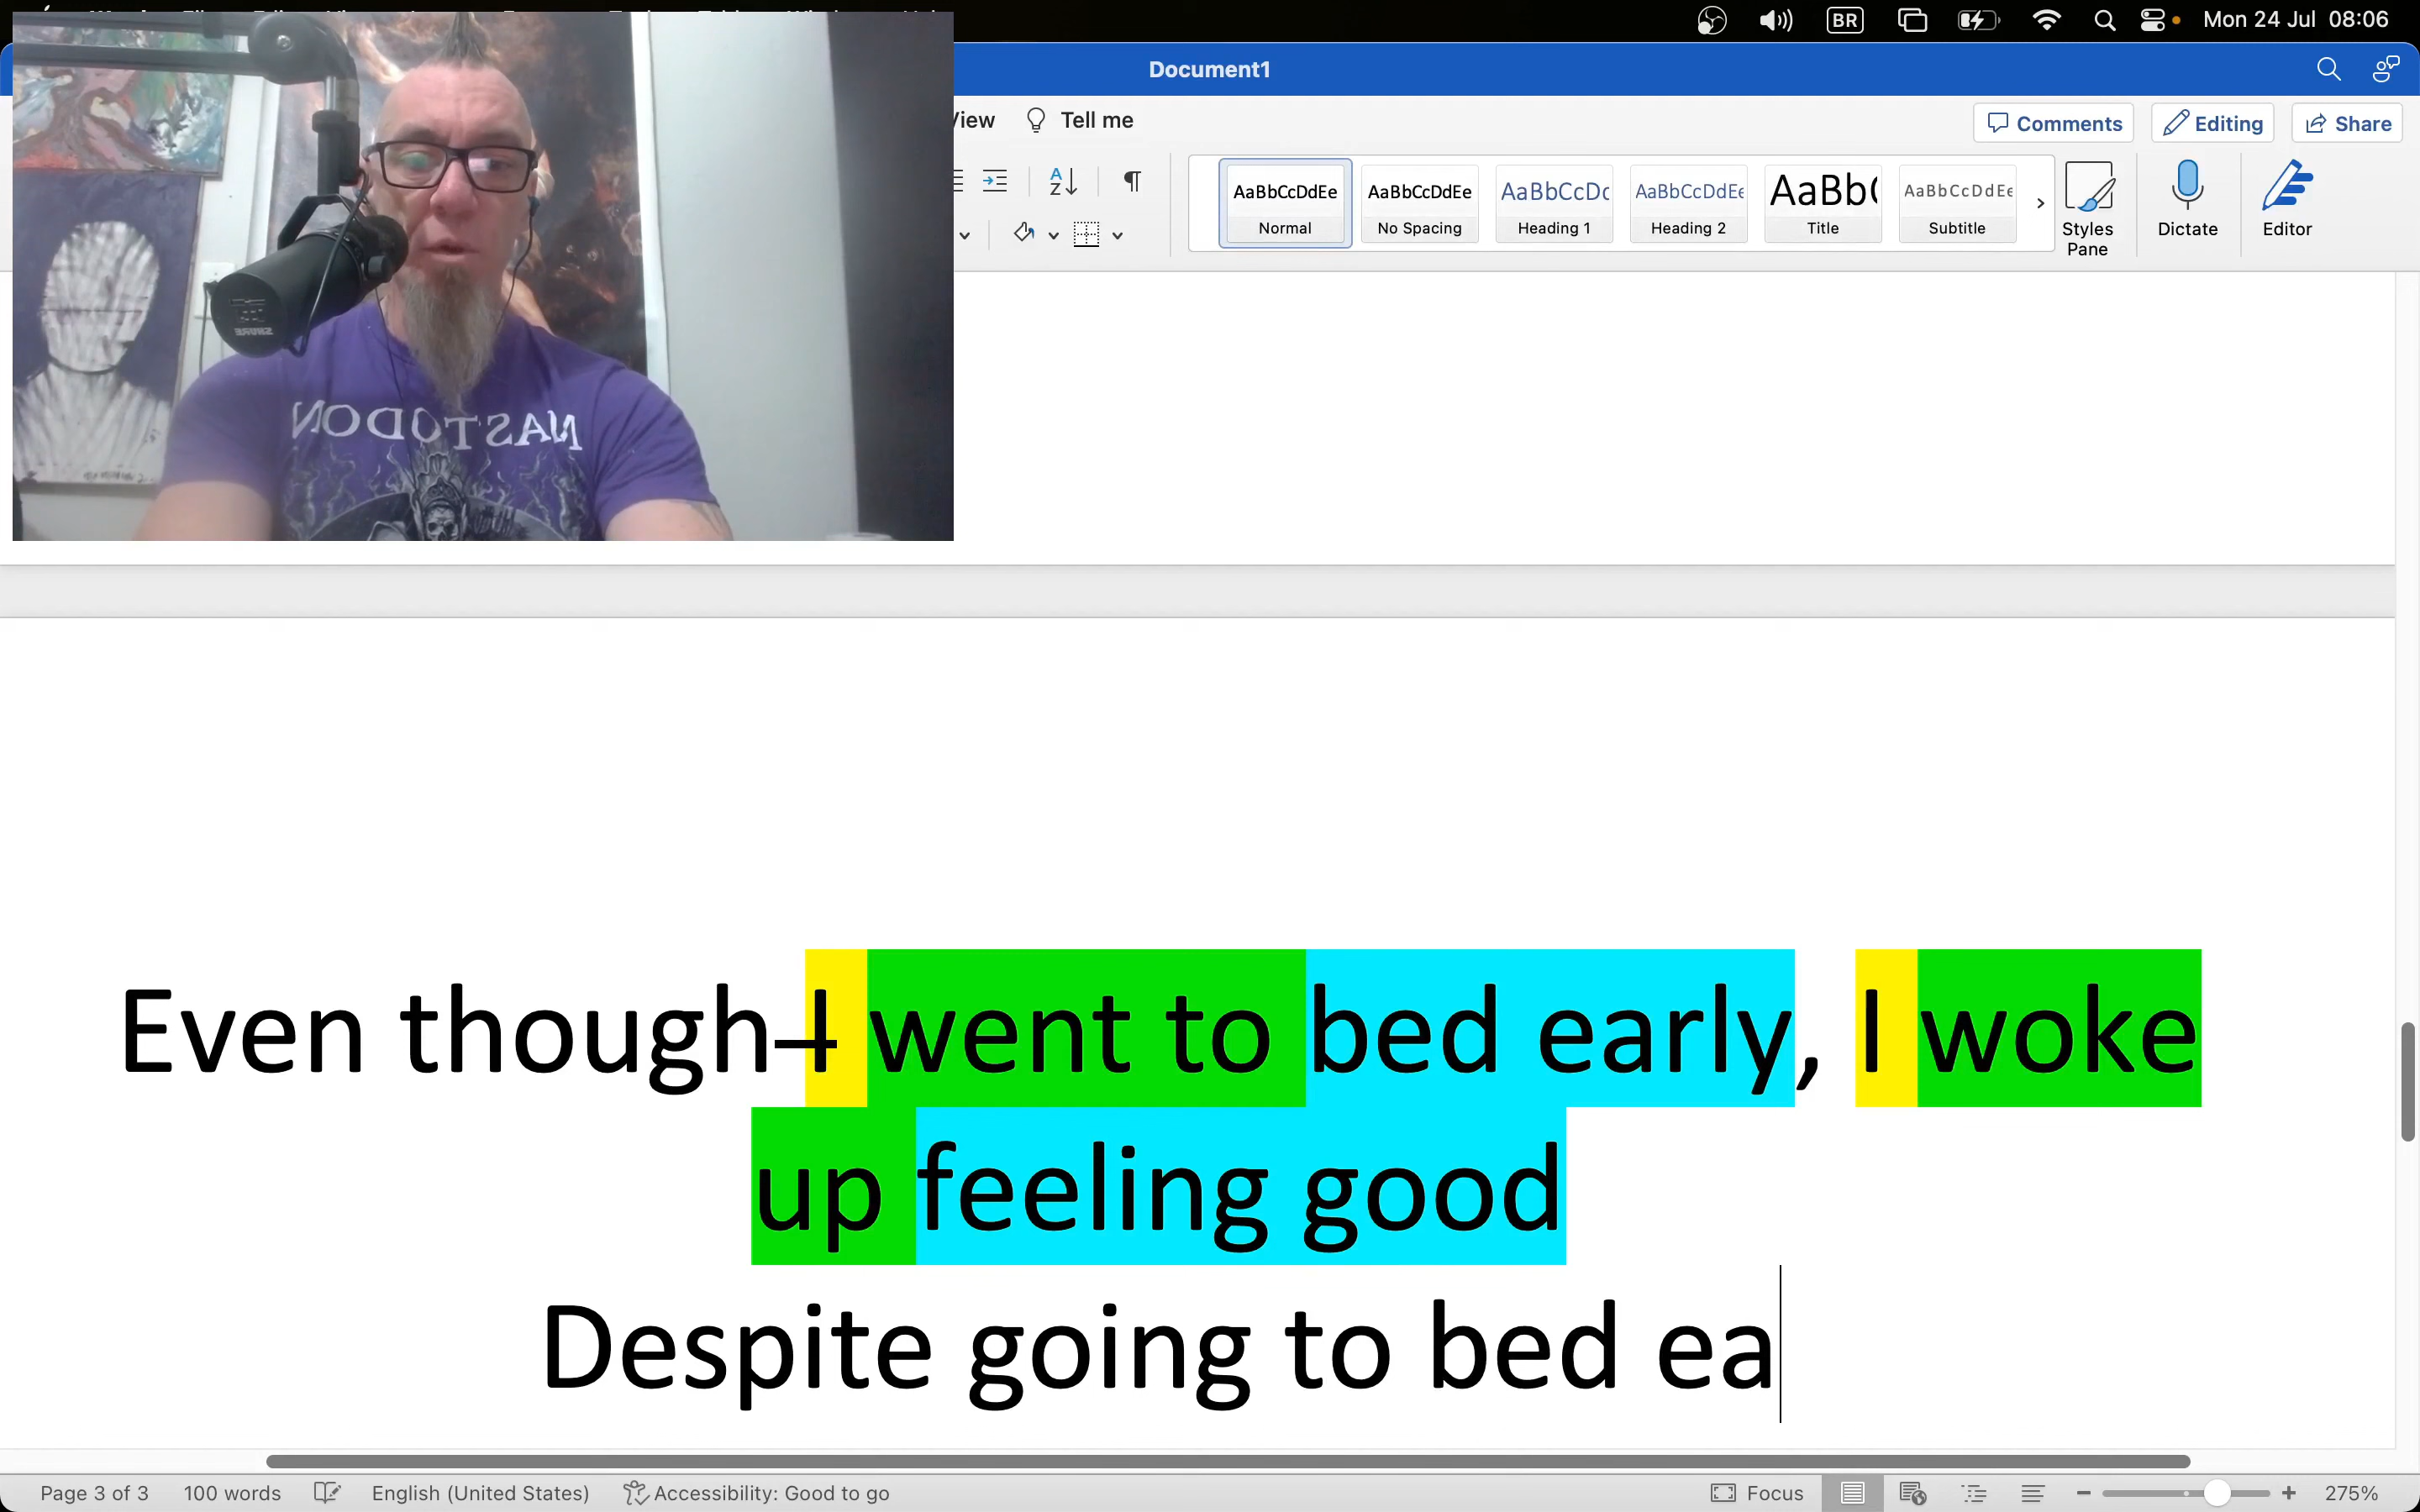 Mon 24 Jul 08:06
BR
Document1
View
Tell me
Comments
Editing
Share
AaBbCcDdEe
Normal
AaBbCcDdEe
No Spacing
AaBbCcDc
Heading 1
AaBbCcDdEe
Heading 2
AaBb(
Title
AaBbCcDdEe
Subtitle
Styles Pane
Dictate
Editor
MASTODON
SHURE
Even though I went to bed early, I woke
up feeling good
Despite going to bed ea
Page 3 of 3
100 words
English (United States)
Accessibility: Good to go
Focus
275%